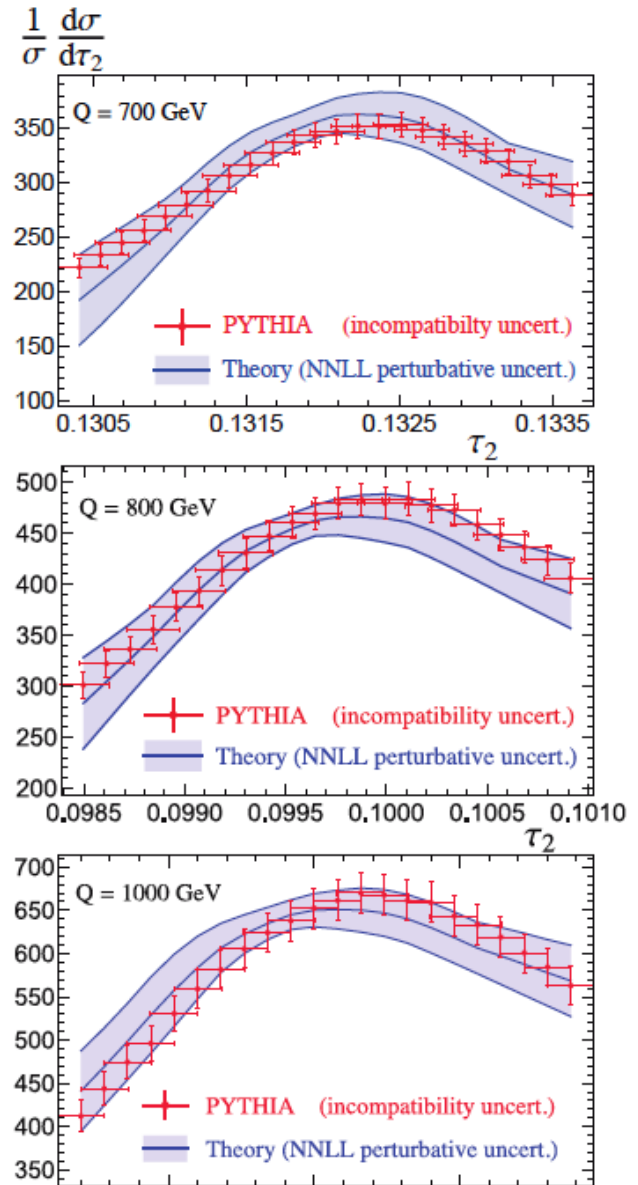 1/σ dσ/dτ₂
Q = 700 GeV
350
300
250
200
150
100
PYTHIA (incompatibilty uncert.)
Theory (NNLL perturbative uncert.)
0.1305 0.1315 0.1325 0.1335
τ₂
500
450
400
350
300
250
200
Q = 800 GeV
PYTHIA (incompatibility uncert.)
Theory (NNLL perturbative uncert.)
0.0985 0.0990 0.0995 0.1000 0.1005 0.1010
τ₂
700
650
600
550
500
450
400
350
Q = 1000 GeV
PYTHIA (incompatibility uncert.)
Theory (NNLL perturbative uncert.)